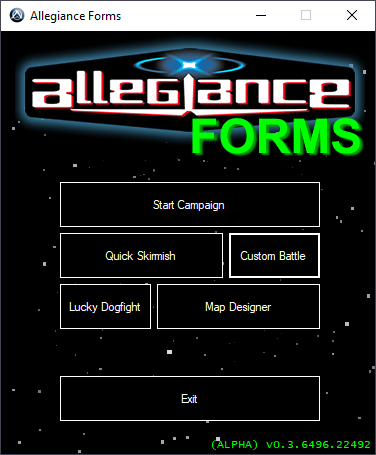 Allegiance Forms
allegiance
FORMS
Start Campaign
Quick Skirmish
Custom Battle
Lucky Dogfight
Map Designer
Exit
(ALPHA) v0.3.6496.22492